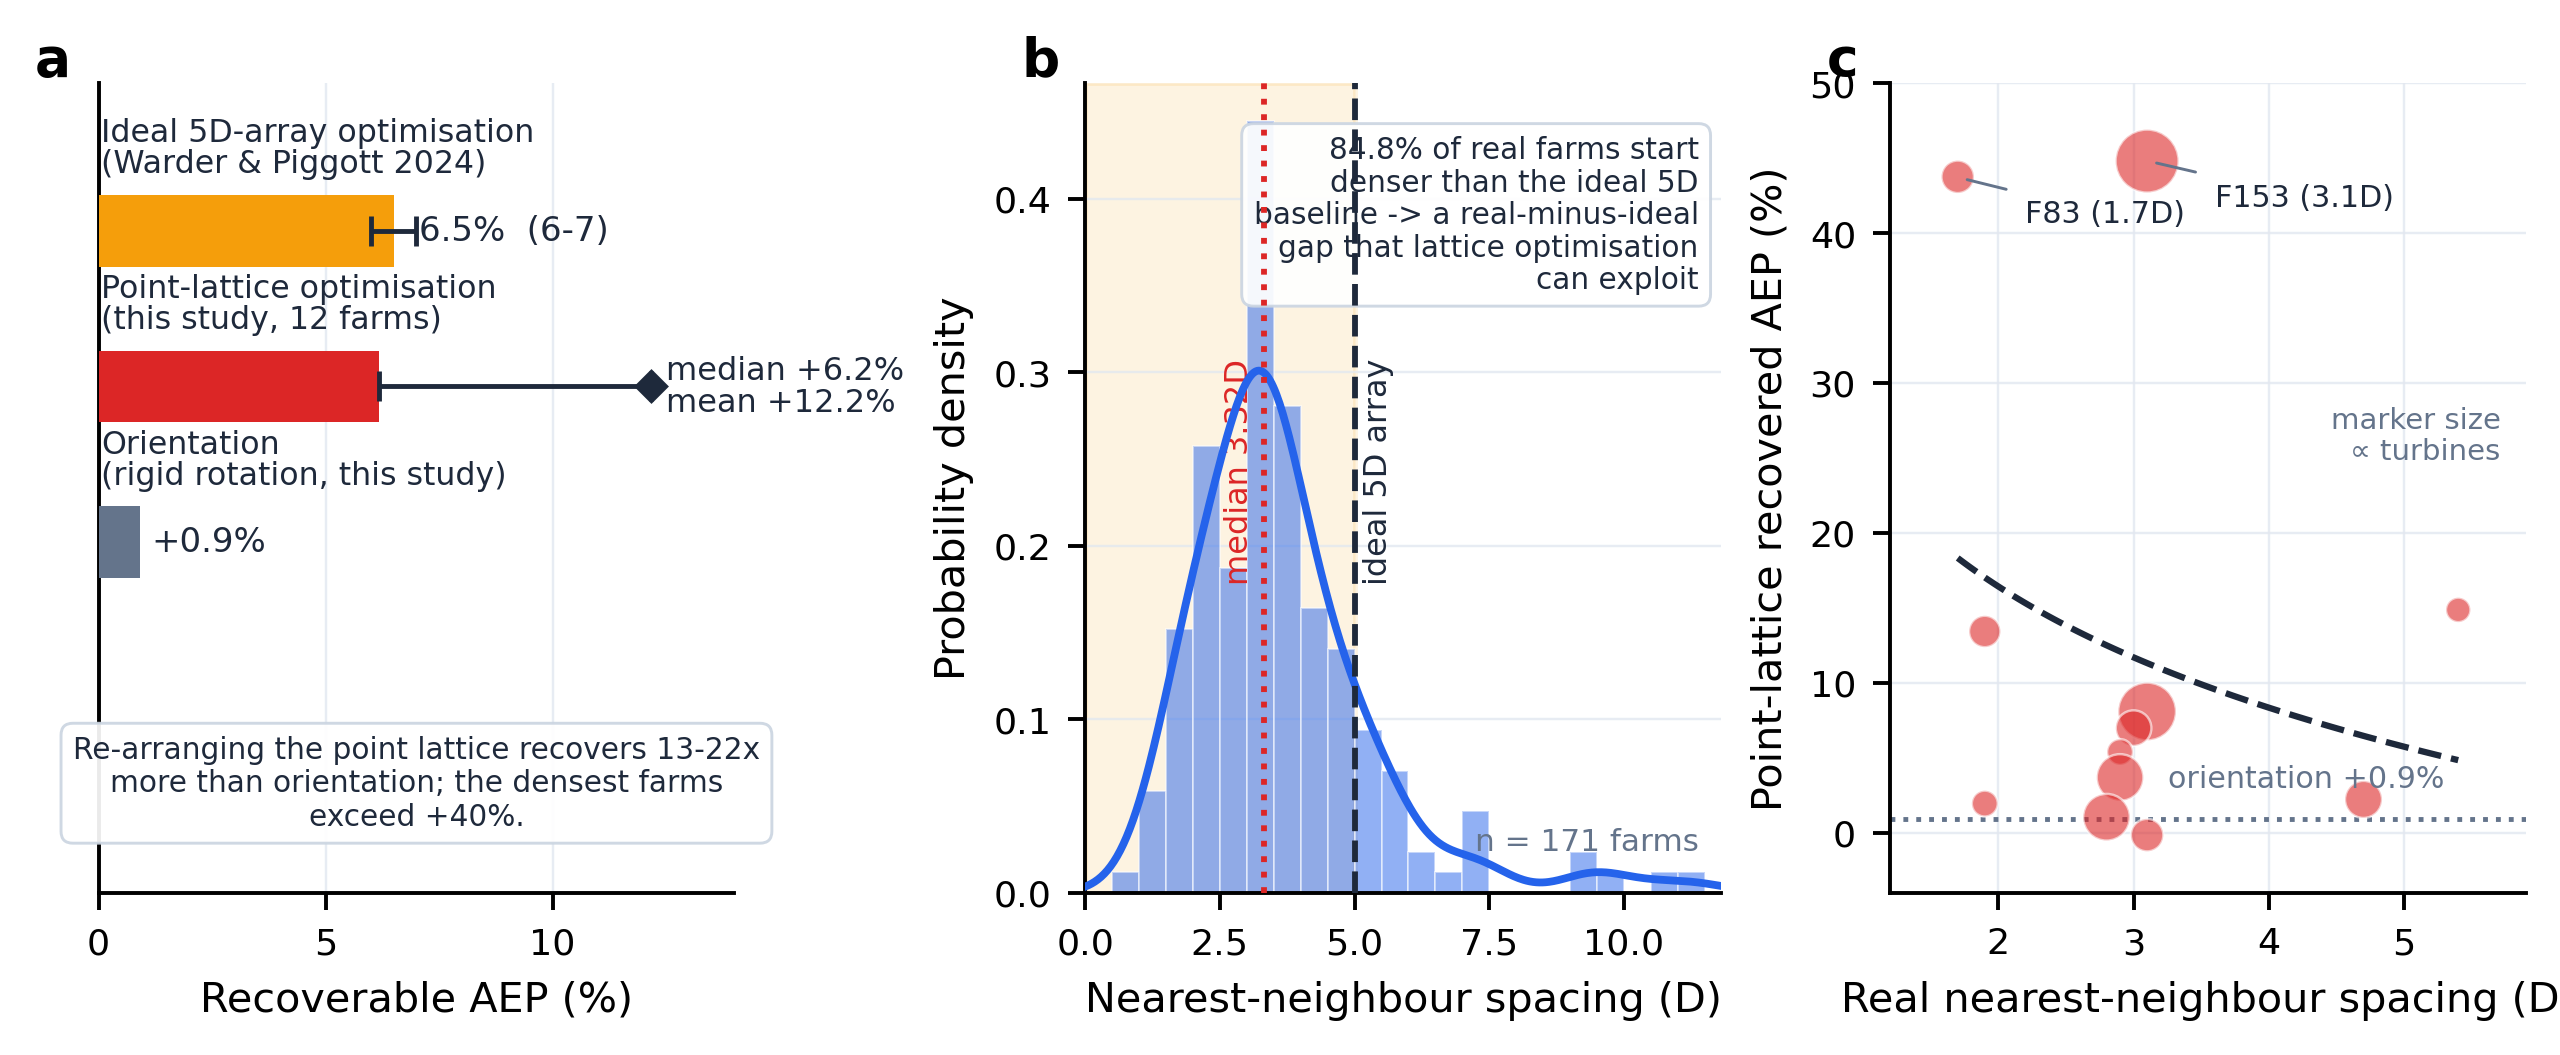 a
Ideal 5D-array optimisation
(Warder & Piggott 2024)
6.5% (6-7)
Point-lattice optimisation
(this study, 12 farms)
median +6.2%
mean +12.2%
Orientation
(rigid rotation, this study)
+0.9%
Re-arranging the point lattice recovers 13-22x
more than orientation; the densest farms
exceed +40%.
0 5 10
Recoverable AEP (%)
b
Probability density
0.4
0.3
0.2
0.1
0.0
84.8% of real farms start
denser than the ideal 5D
baseline -> a real-minus-ideal
gap that lattice optimisation
can exploit
median 3.32D
ideal 5D array
n = 171 farms
0.0 2.5 5.0 7.5 10.0
Nearest-neighbour spacing (D)
c
Point-lattice recovered AEP (%)
50
40
30
20
10
0
F83 (1.7D)
F153 (3.1D)
marker size
∝ turbines
orientation +0.9%
2 3 4 5
Real nearest-neighbour spacing (D